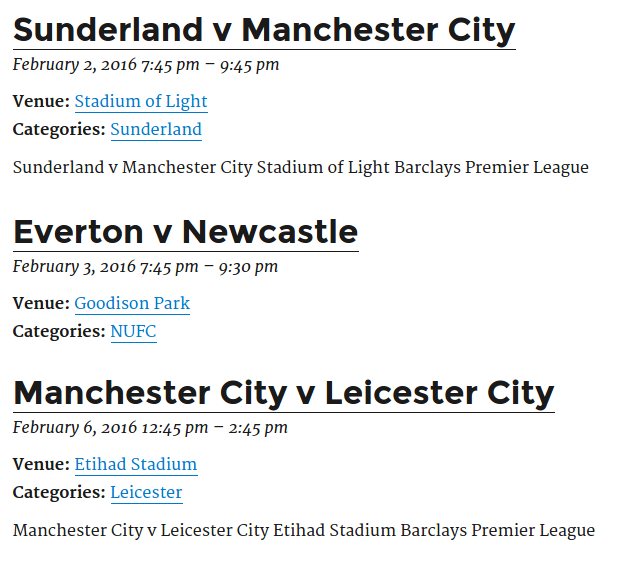 Sunderland v Manchester City
February 2, 2016 7:45 pm – 9:45 pm
Venue: Stadium of Light
Categories: Sunderland
Sunderland v Manchester City Stadium of Light Barclays Premier League
Everton v Newcastle
February 3, 2016 7:45 pm – 9:30 pm
Venue: Goodison Park
Categories: NUFC
Manchester City v Leicester City
February 6, 2016 12:45 pm – 2:45 pm
Venue: Etihad Stadium
Categories: Leicester
Manchester City v Leicester City Etihad Stadium Barclays Premier League